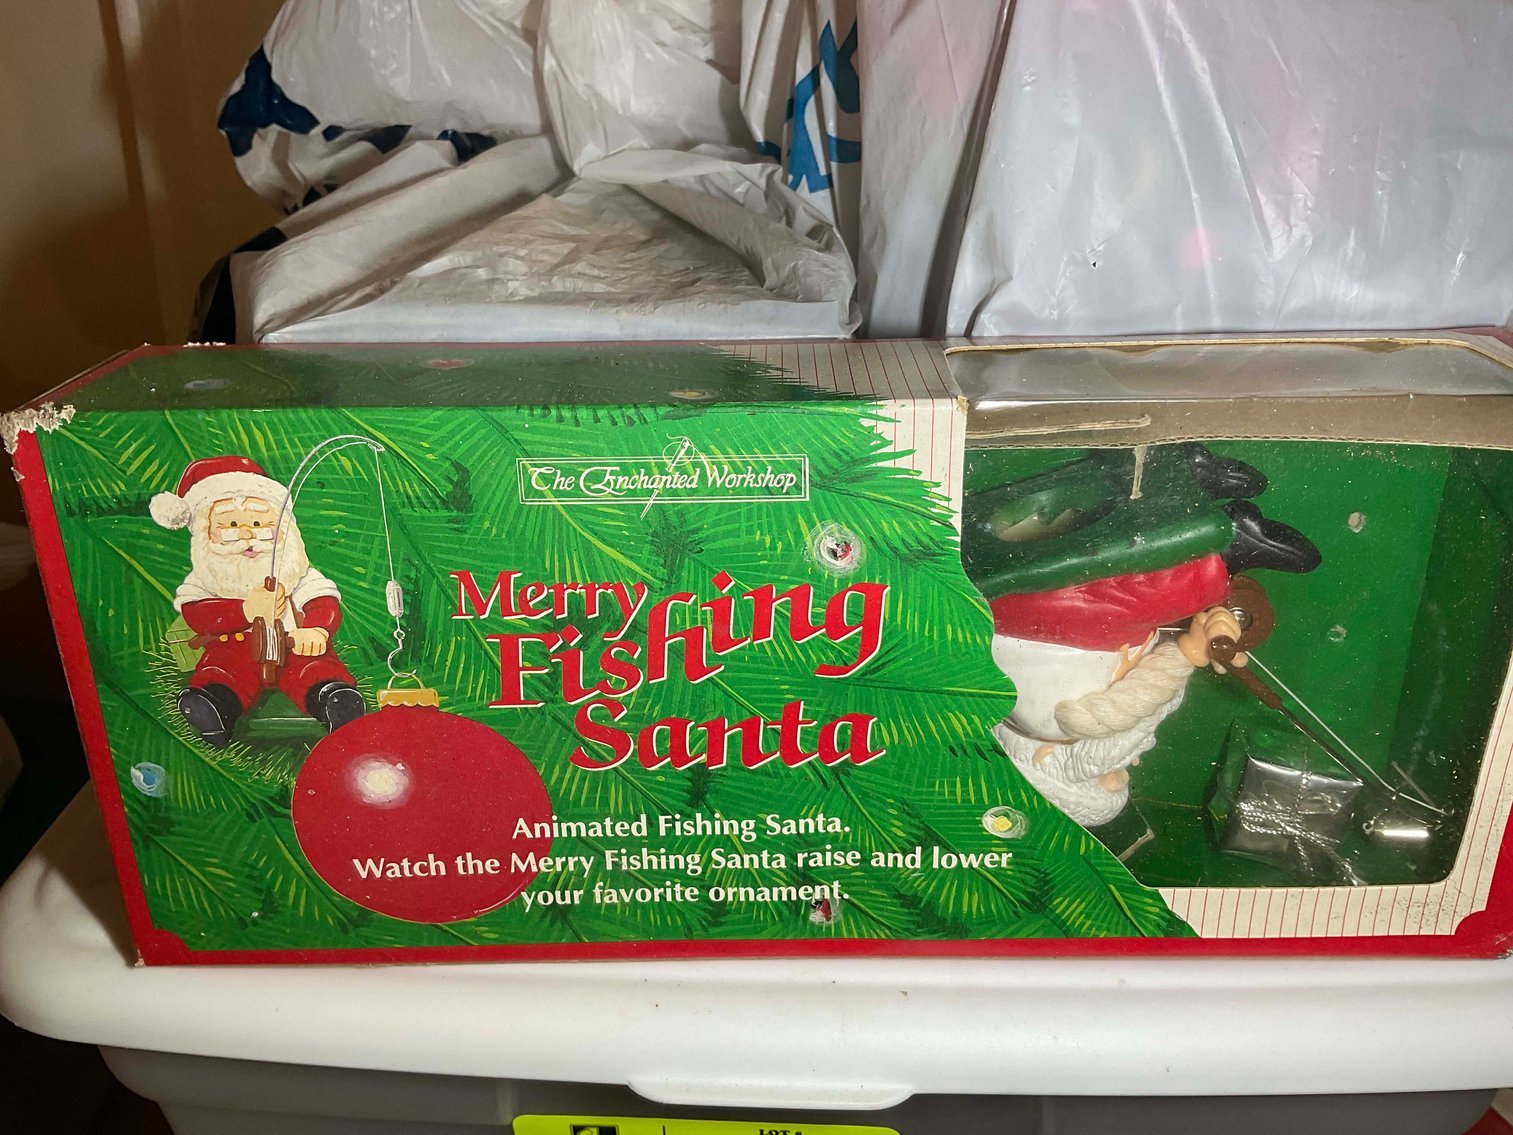 The Enchanted Workshop
Merry
Fishing
Santa
Animated Fishing Santa.
Watch the Merry Fishing Santa raise and lower
your favorite ornament.